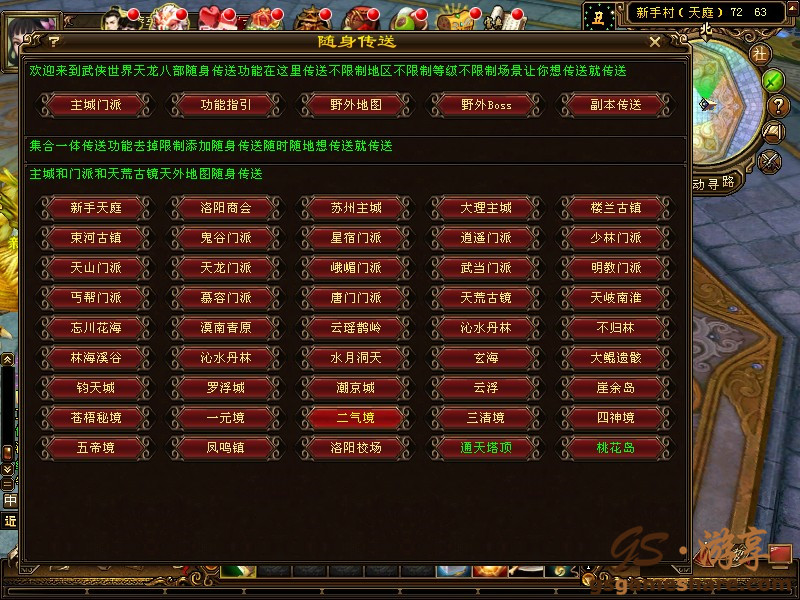 丑
新手村（天庭）72 63
北
?
随身传送
×
社
?
欢迎来到武侠世界天龙八部随身传送功能在这里传送不限制地区不限制等级不限制场景让你想传送就传送
主城门派 功能指引 野外地图 野外Boss 副本传送
集合一体传送功能去掉限制添加随身传送随时随地想传送就传送
主城和门派和天荒古镜天外地图随身传送
动寻路
新手天庭 洛阳商会 苏州主城 大理主城 楼兰古镇
束河古镇 鬼谷门派 星宿门派 逍遥门派 少林门派
天山门派 天龙门派 峨嵋门派 武当门派 明教门派
丐帮门派 慕容门派 唐门门派 天荒古镜 天岐南淮
忘川花海 漠南青原 云瑶鹊岭 沁水丹林 不归林
林海溪谷 沁水丹林 水月洞天 玄海 大鲲遗骸
钧天城 罗浮城 潮京城 云浮 崖余岛
苍梧秘境 一元境 二气境 三渚境 四神境
五帝境 凤鸣镇 洛阳校场 通天塔顶 桃花岛
中
近
GS·游享